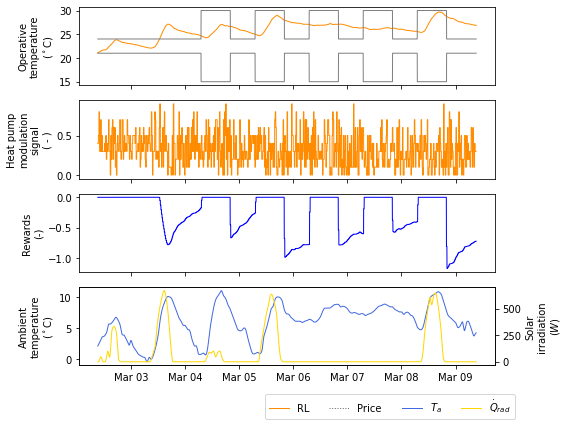 Operative
temperature
(°C)
30
25
20
15
Heat pump
modulation
signal
( - )
0.5
0.0
Rewards
(-)
0.0
−0.5
−1.0
Ambient
temperature
(°C)
10
5
0
Solar
irradiation
(W)
500
250
0
Mar 03 Mar 04 Mar 05 Mar 06 Mar 07 Mar 08 Mar 09
RL Price Tₐ Q̇rad